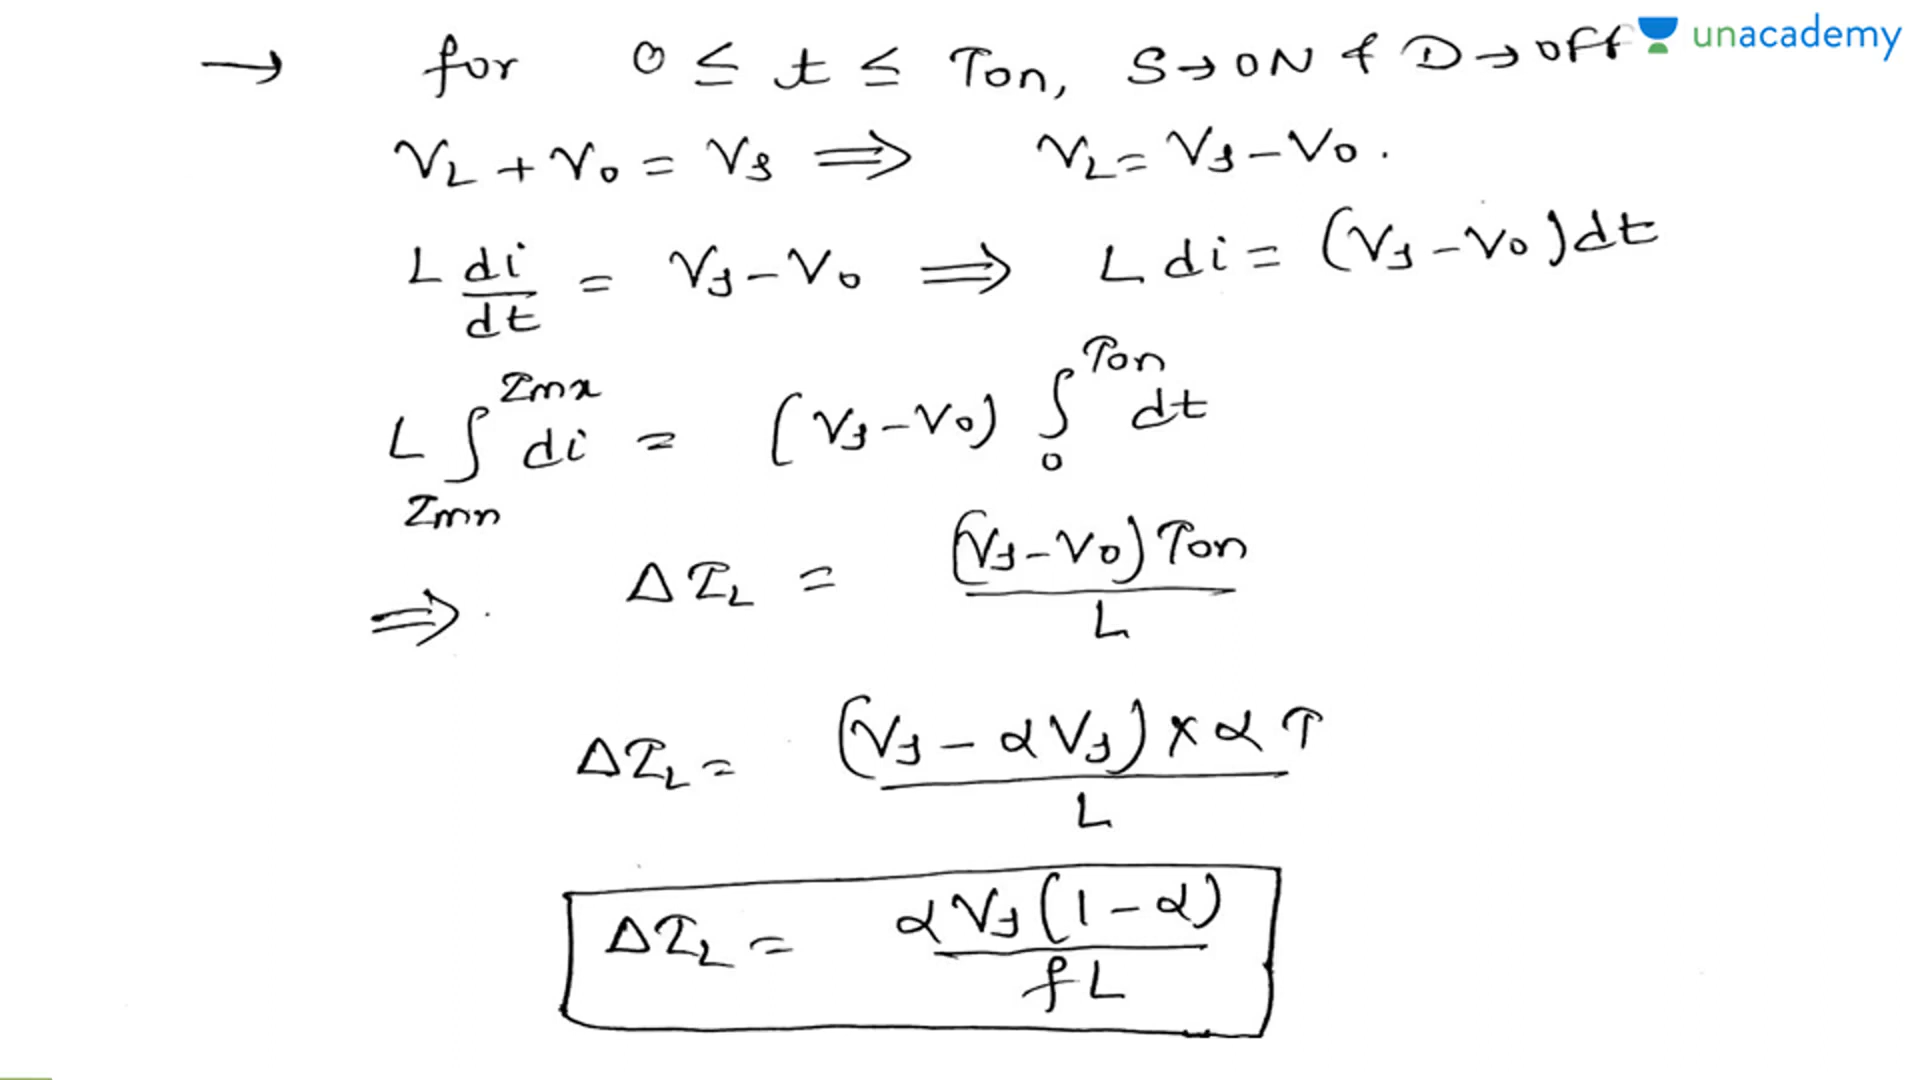 → for 0 ≤ t ≤ Ton, S→ON & D→OFF
unacademy
VL + Vo = Vs ⟹ VL = Vs - Vo.
L di/dt = Vs - Vo ⟹ L di = (Vs - Vo) dt
L ∫_{Imn}^{Imx} di = (Vs - Vo) ∫_{0}^{Ton} dt
⟹ ΔIL = (Vs - Vo) Ton / L
ΔIL = (Vs - αVs) × αT / L
ΔIL = αVs (1 - α) / fL